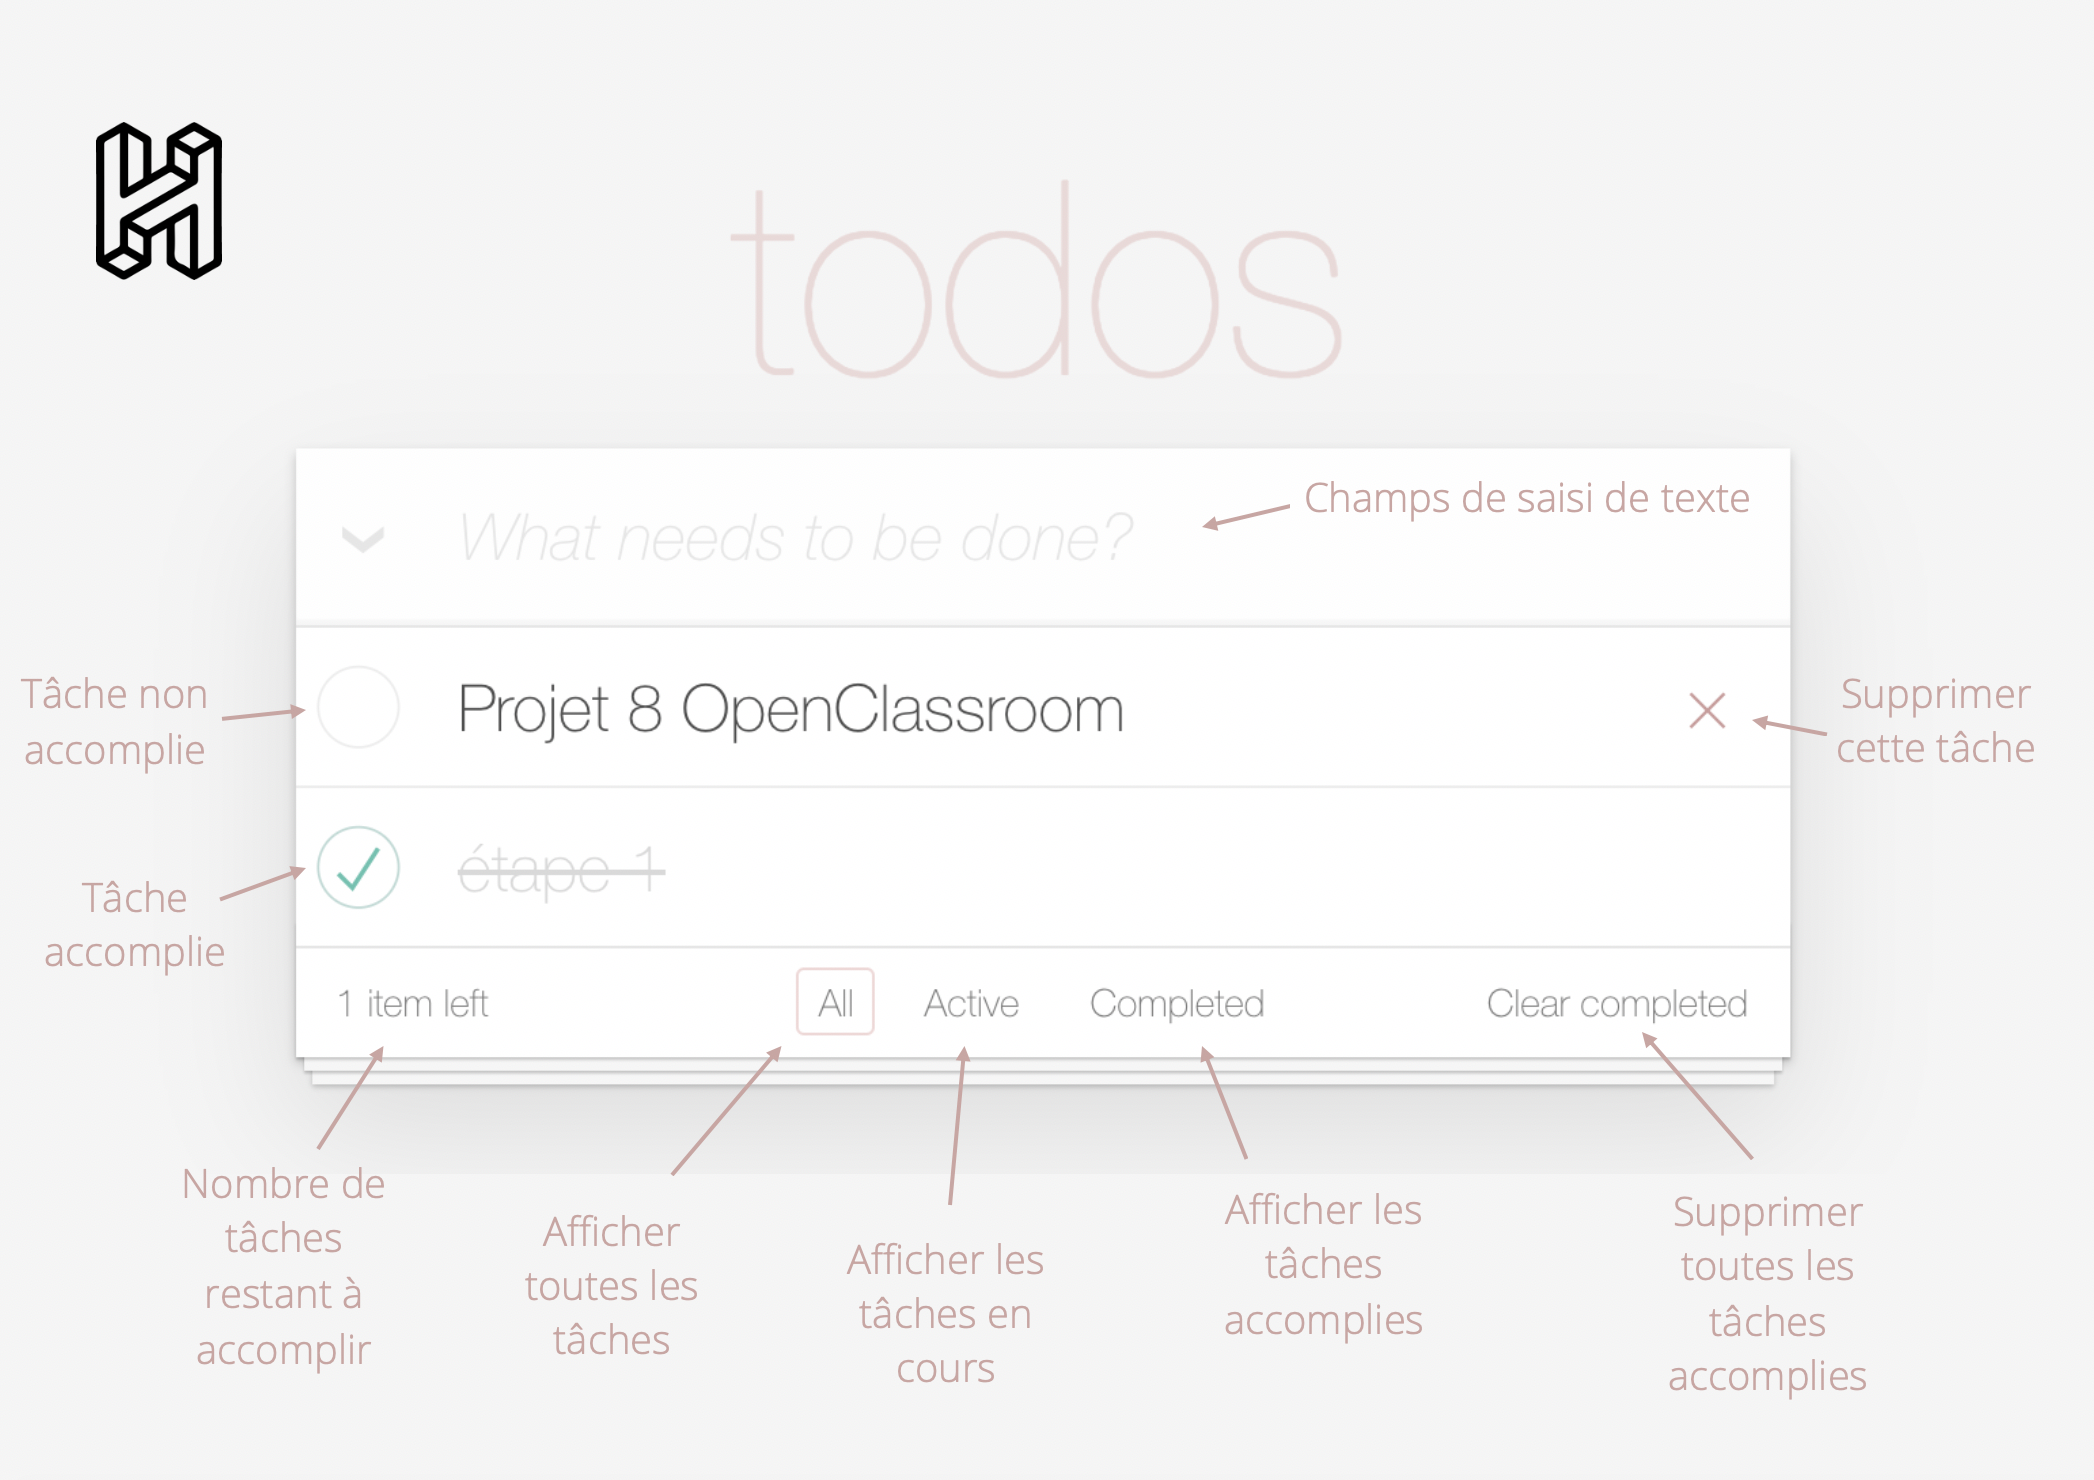 todos
What needs to be done?
Champs de saisi de texte
Tâche non
accomplie
Projet 8 OpenClassroom
Supprimer
cette tâche
Tâche
accomplie
étape 1
1 item left
All
Active
Completed
Clear completed
Nombre de
tâches
restant à
accomplir
Afficher
toutes les
tâches
Afficher les
tâches en
cours
Afficher les
tâches
accomplies
Supprimer
toutes les
tâches
accomplies